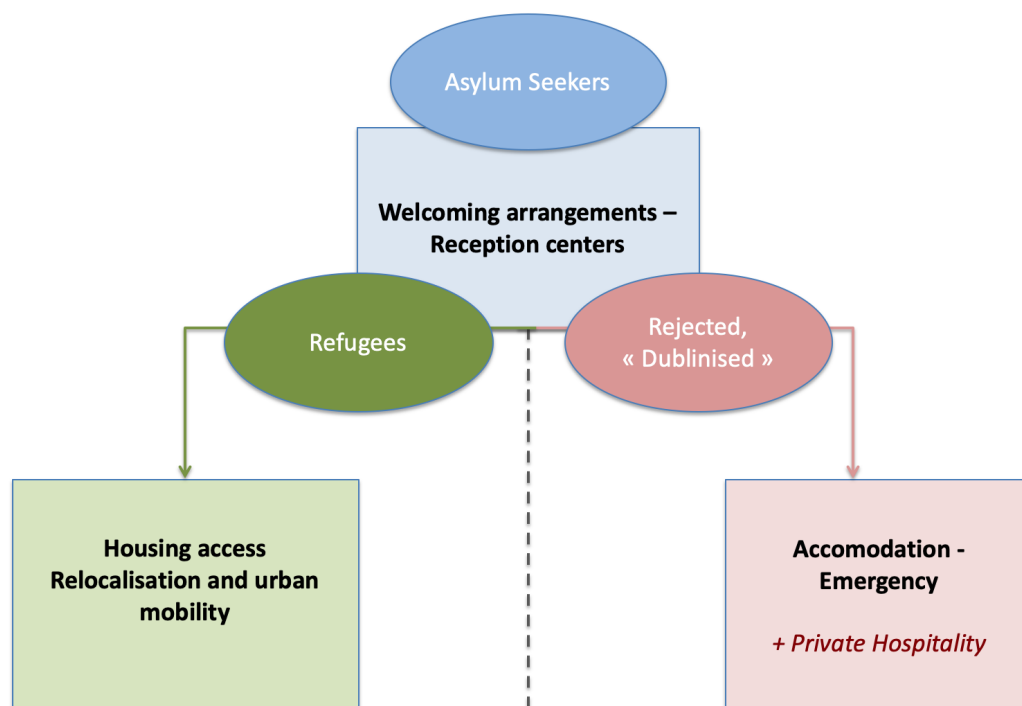 Asylum Seekers
Welcoming arrangements –
Reception centers
Refugees
Rejected,
« Dublinised »
Housing access
Relocalisation and urban
mobility
Accomodation -
Emergency
+ Private Hospitality